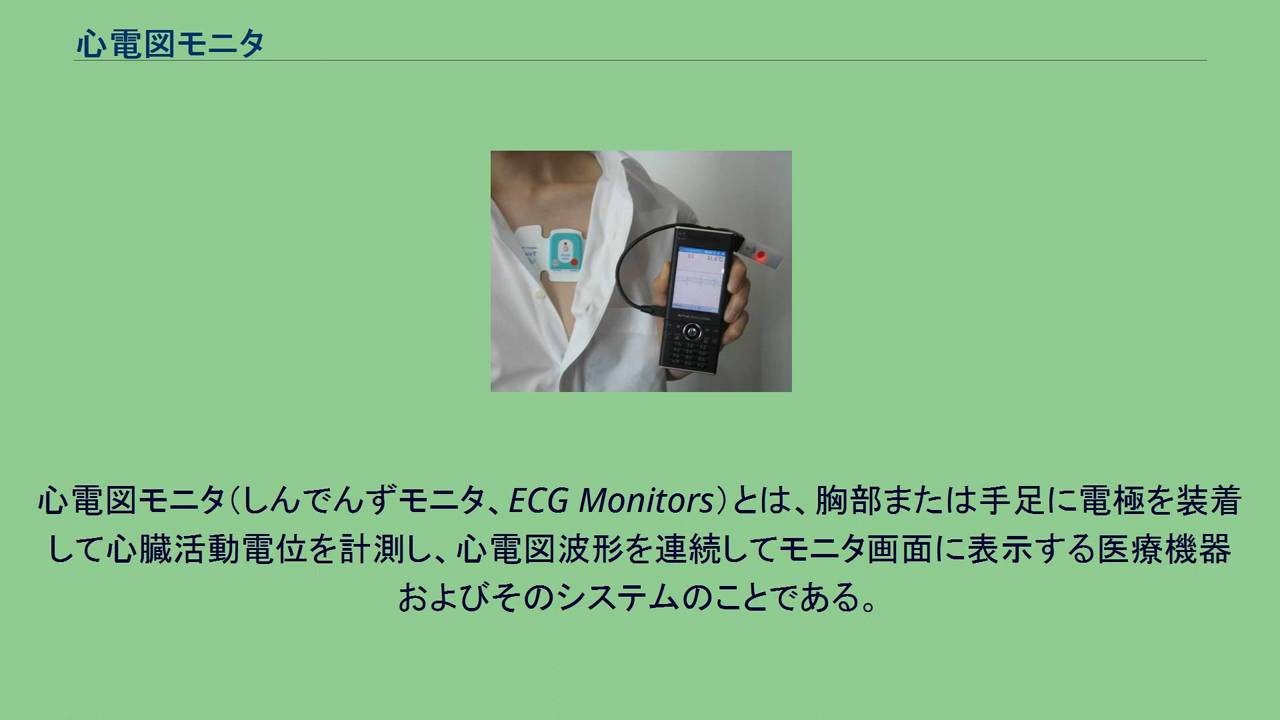 心電図モニタ
心電図モニタ（しんでんずモニタ、ECG Monitors）とは、胸部または手足に電極を装着
して心臓活動電位を計測し、心電図波形を連続してモニタ画面に表示する医療機器
およびそのシステムのことである。